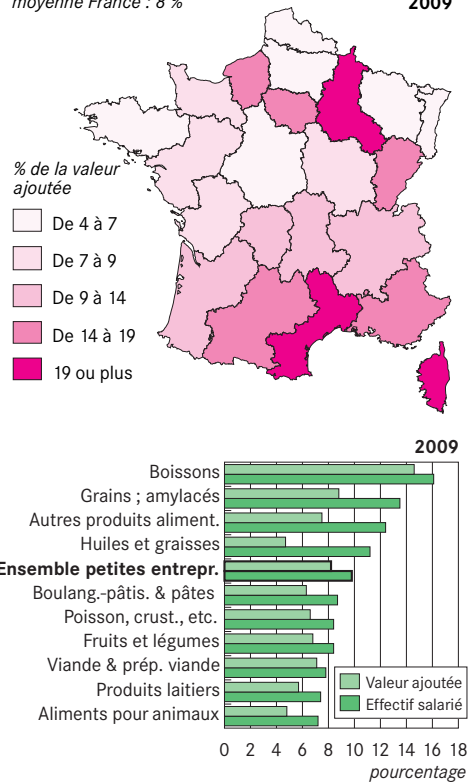 moyenne France : 8 %
2009
% de la valeur
ajoutée
De 4 à 7
De 7 à 9
De 9 à 14
De 14 à 19
19 ou plus
2009
Boissons
Grains ; amylacés
Autres produits aliment.
Huiles et graisses
Ensemble petites entrepr.
Boulang.-pâtis. & pâtes
Poisson, crust., etc.
Fruits et légumes
Viande & prép. viande
Produits laitiers
Aliments pour animaux
Valeur ajoutée
Effectif salarié
0 2 4 6 8 10 12 14 16 18
pourcentage